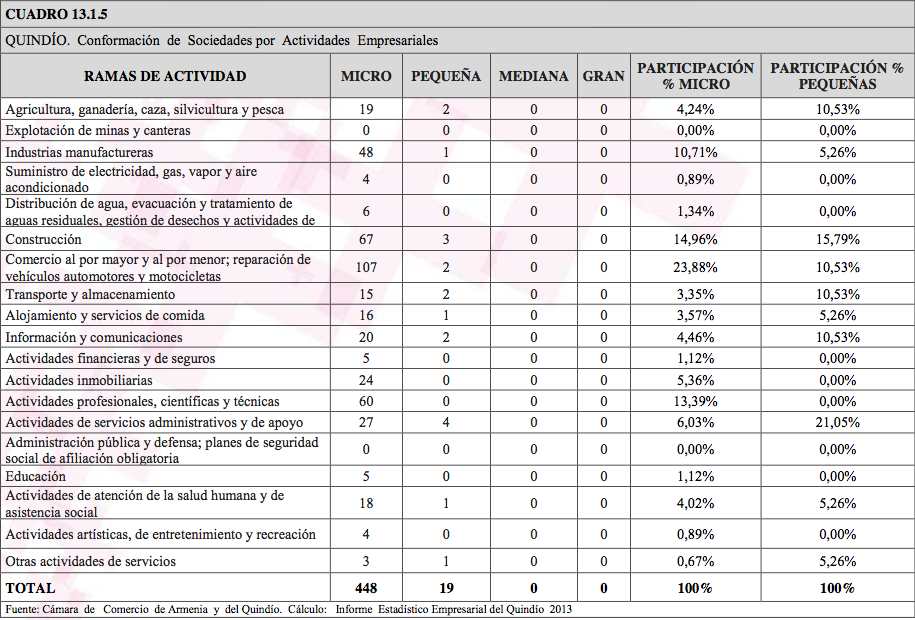 CUADRO 13.1.5
QUINDÍO. Conformación de Sociedades por Actividades Empresariales
RAMAS DE ACTIVIDAD MICRO PEQUEÑA MEDIANA GRAN PARTICIPACIÓN % MICRO PARTICIPACIÓN % PEQUEÑAS
Agricultura, ganadería, caza, silvicultura y pesca 19 2 0 0 4,24% 10,53%
Explotación de minas y canteras 0 0 0 0 0,00% 0,00%
Industrias manufactureras 48 1 0 0 10,71% 5,26%
Suministro de electricidad, gas, vapor y aire
acondicionado 4 0 0 0 0,89% 0,00%
Distribución de agua, evacuación y tratamiento de
aguas residuales, gestión de desechos y actividades de 6 0 0 0 1,34% 0,00%
Construcción 67 3 0 0 14,96% 15,79%
Comercio al por mayor y al por menor; reparación de
vehículos automotores y motocicletas 107 2 0 0 23,88% 10,53%
Transporte y almacenamiento 15 2 0 0 3,35% 10,53%
Alojamiento y servicios de comida 16 1 0 0 3,57% 5,26%
Información y comunicaciones 20 2 0 0 4,46% 10,53%
Actividades financieras y de seguros 5 0 0 0 1,12% 0,00%
Actividades inmobiliarias 24 0 0 0 5,36% 0,00%
Actividades profesionales, científicas y técnicas 60 0 0 0 13,39% 0,00%
Actividades de servicios administrativos y de apoyo 27 4 0 0 6,03% 21,05%
Administración pública y defensa; planes de seguridad
social de afiliación obligatoria 0 0 0 0 0,00% 0,00%
Educación 5 0 0 0 1,12% 0,00%
Actividades de atención de la salud humana y de
asistencia social 18 1 0 0 4,02% 5,26%
Actividades artísticas, de entretenimiento y recreación 4 0 0 0 0,89% 0,00%
Otras actividades de servicios 3 1 0 0 0,67% 5,26%
TOTAL 448 19 0 0 100% 100%
Fuente: Cámara de Comercio de Armenia y del Quindío. Cálculo: Informe Estadístico Empresarial del Quindío 2013